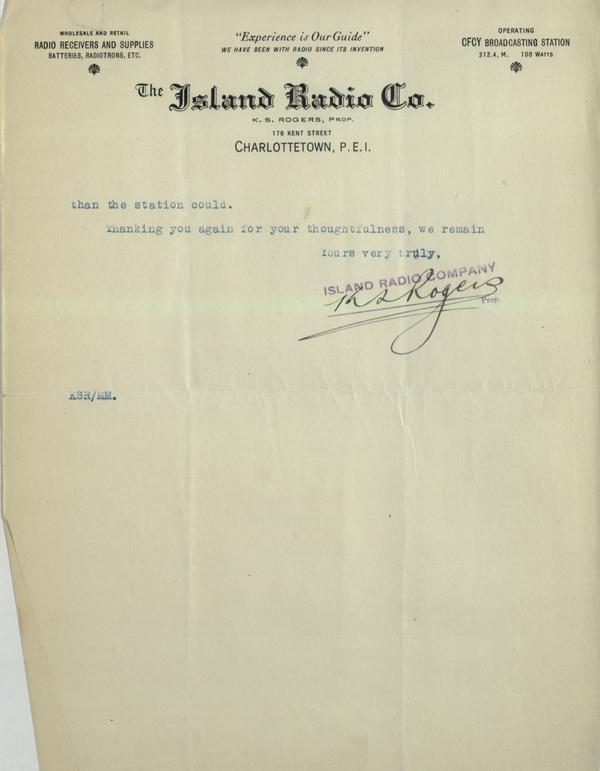 WHOLESALE AND RETAIL
RADIO RECEIVERS AND SUPPLIES
BATTERIES, RADIOTRONS, ETC.
"Experience is Our Guide"
WE HAVE BEEN WITH RADIO SINCE ITS INVENTION
OPERATING
CFCY BROADCASTING STATION
312.4, M. 100 WATTS
The Island Radio Co.
K. S. ROGERS, PROP.
176 KENT STREET
CHARLOTTETOWN, P.E.I.
than the station could.
Thanking you again for your thoughtfulness, we remain
Yours very truly,
ISLAND RADIO COMPANY
K S Rogers
Prop.
KSR/MM.